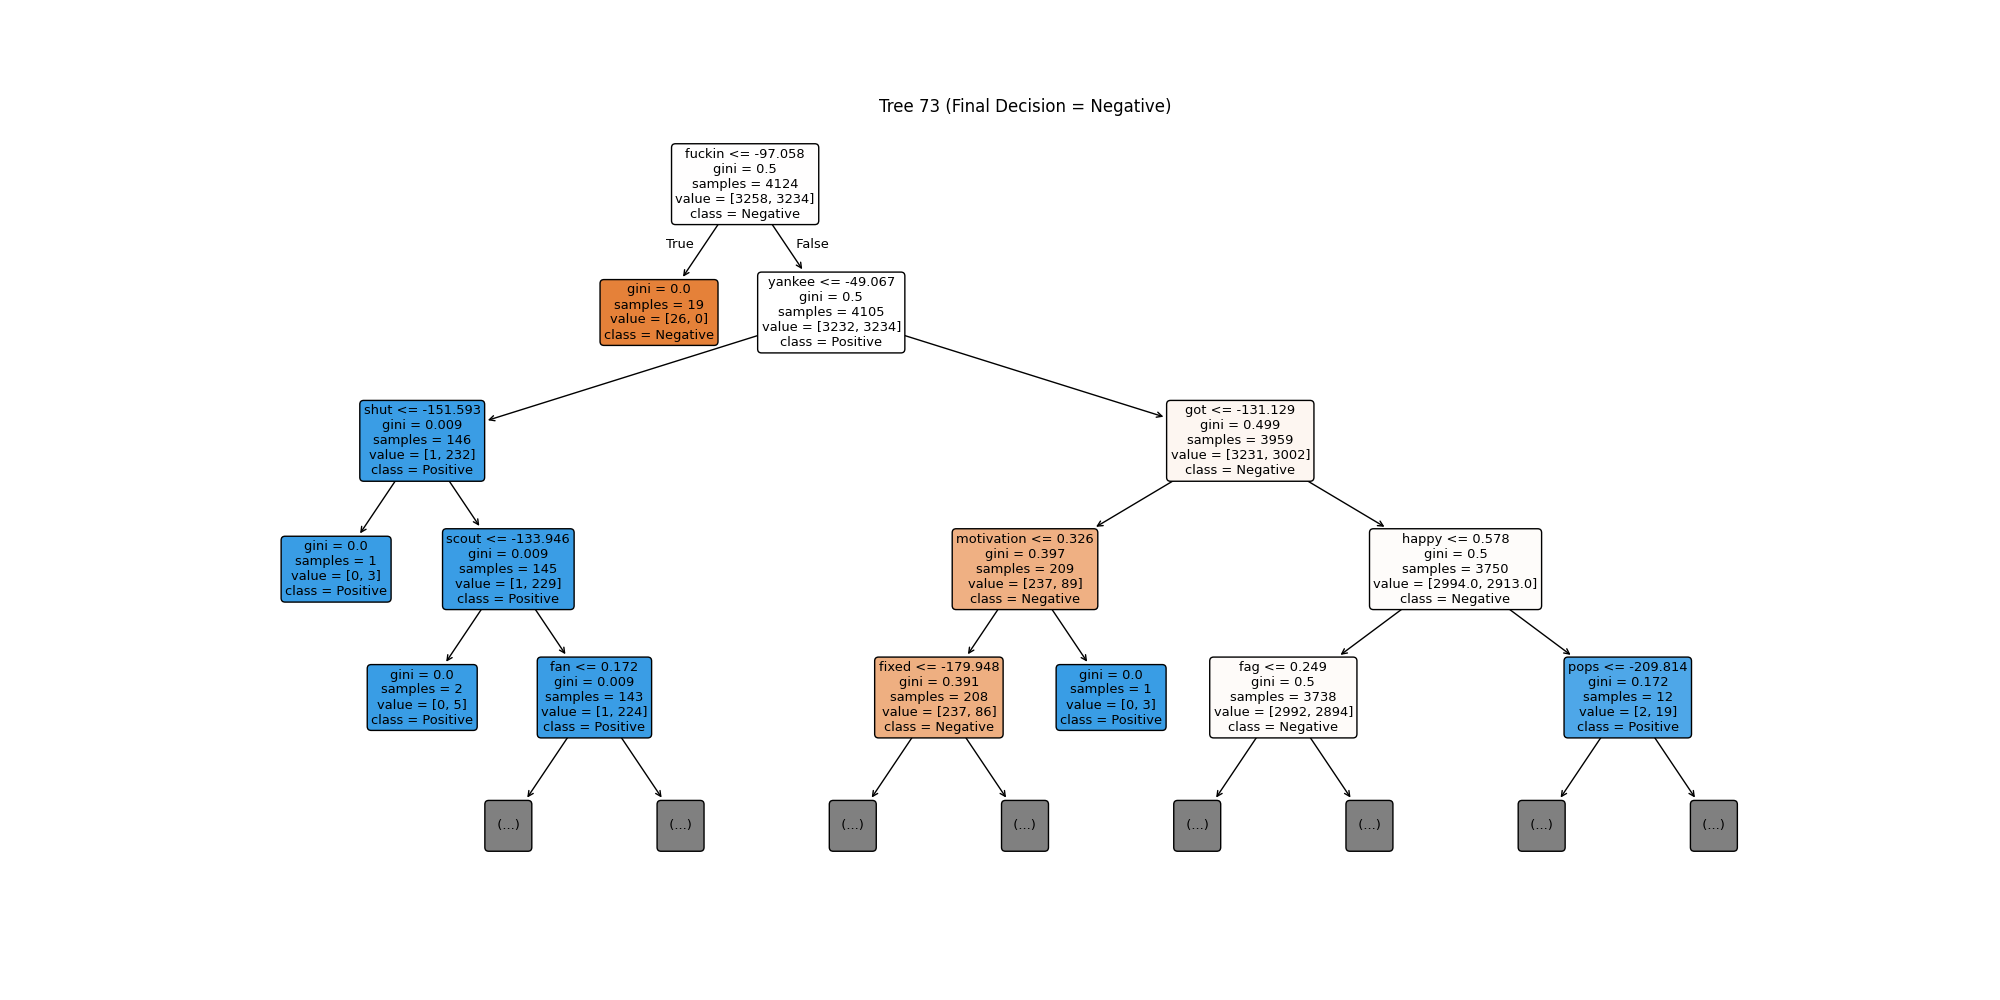 Tree 73 (Final Decision = Negative)
fuckin <= -97.058
gini = 0.5
samples = 4124
value = [3258, 3234]
class = Negative
True
False
gini = 0.0
samples = 19
value = [26, 0]
class = Negative
yankee <= -49.067
gini = 0.5
samples = 4105
value = [3232, 3234]
class = Positive
shut <= -151.593
gini = 0.009
samples = 146
value = [1, 232]
class = Positive
got <= -131.129
gini = 0.499
samples = 3959
value = [3231, 3002]
class = Negative
gini = 0.0
samples = 1
value = [0, 3]
class = Positive
scout <= -133.946
gini = 0.009
samples = 145
value = [1, 229]
class = Positive
motivation <= 0.326
gini = 0.397
samples = 209
value = [237, 89]
class = Negative
happy <= 0.578
gini = 0.5
samples = 3750
value = [2994.0, 2913.0]
class = Negative
gini = 0.0
samples = 2
value = [0, 5]
class = Positive
fan <= 0.172
gini = 0.009
samples = 143
value = [1, 224]
class = Positive
fixed <= -179.948
gini = 0.391
samples = 208
value = [237, 86]
class = Negative
gini = 0.0
samples = 1
value = [0, 3]
class = Positive
fag <= 0.249
gini = 0.5
samples = 3738
value = [2992, 2894]
class = Negative
pops <= -209.814
gini = 0.172
samples = 12
value = [2, 19]
class = Positive
(...)
(...)
(...)
(...)
(...)
(...)
(...)
(...)